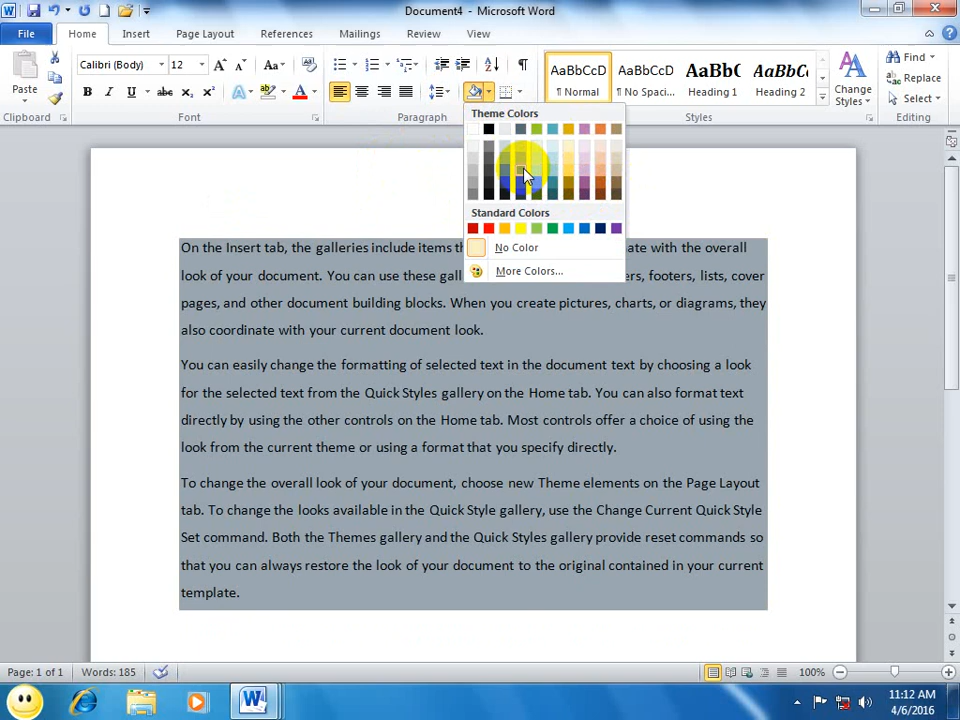 Document4 - Microsoft Word
File Home Insert Page Layout References Mailings Review View
Paste
Calibri (Body) 12 Aa
B I U abc X₂ X² A ab A
Clipboard Font Paragraph Styles Editing
AaBbCcD AaBbCcD AaBbC AaBbCc
¶ Normal ¶ No Spaci... Heading 1 Heading 2
Change Styles
Find
Replace
Select
Theme Colors
Standard Colors
No Color
More Colors...
On the Insert tab, the galleries include items th ate with the overall
look of your document. You can use these gall ers, footers, lists, cover
pages, and other document building blocks. When you create pictures, charts, or diagrams, they
also coordinate with your current document look.
You can easily change the formatting of selected text in the document text by choosing a look
for the selected text from the Quick Styles gallery on the Home tab. You can also format text
directly by using the other controls on the Home tab. Most controls offer a choice of using the
look from the current theme or using a format that you specify directly.
To change the overall look of your document, choose new Theme elements on the Page Layout
tab. To change the looks available in the Quick Style gallery, use the Change Current Quick Style
Set command. Both the Themes gallery and the Quick Styles gallery provide reset commands so
that you can always restore the look of your document to the original contained in your current
template.
Page: 1 of 1 Words: 185 100%
11:12 AM
4/6/2016